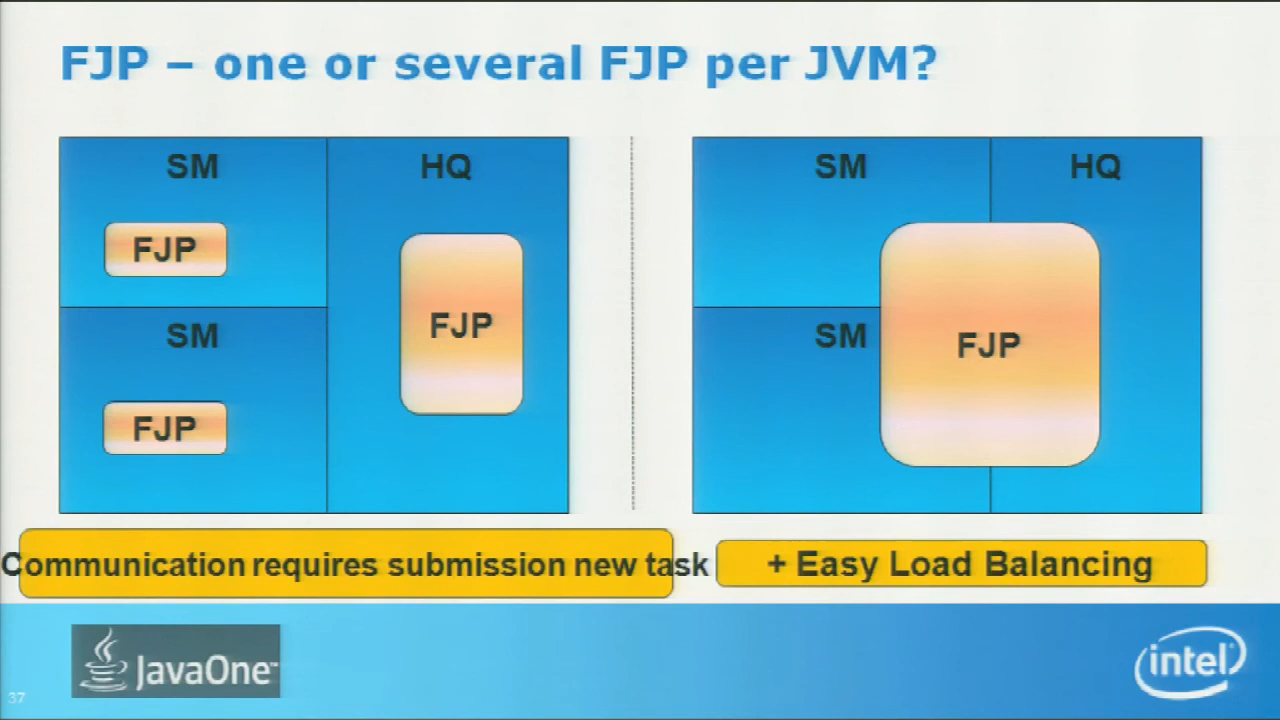 FJP – one or several FJP per JVM?
SM
HQ
FJP
FJP
SM
FJP
SM
HQ
SM
FJP
Communication requires submission new task
+ Easy Load Balancing
JavaOne™
intel
37